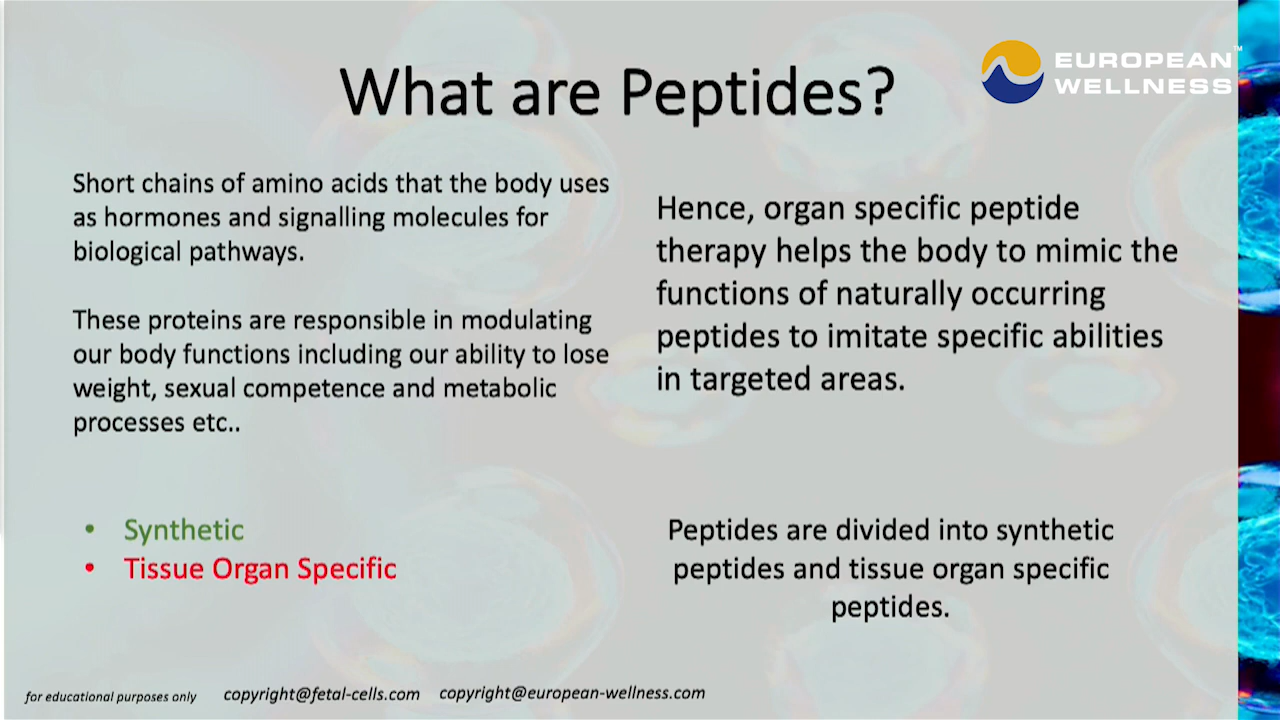 What are Peptides?
EUROPEAN™
WELLNESS
Short chains of amino acids that the body uses
as hormones and signalling molecules for
biological pathways.
These proteins are responsible in modulating
our body functions including our ability to lose
weight, sexual competence and metabolic
processes etc..
Hence, organ specific peptide
therapy helps the body to mimic the
functions of naturally occurring
peptides to imitate specific abilities
in targeted areas.
• Synthetic
• Tissue Organ Specific
Peptides are divided into synthetic
peptides and tissue organ specific
peptides.
for educational purposes only copyright@fetal-cells.com copyright@european-wellness.com